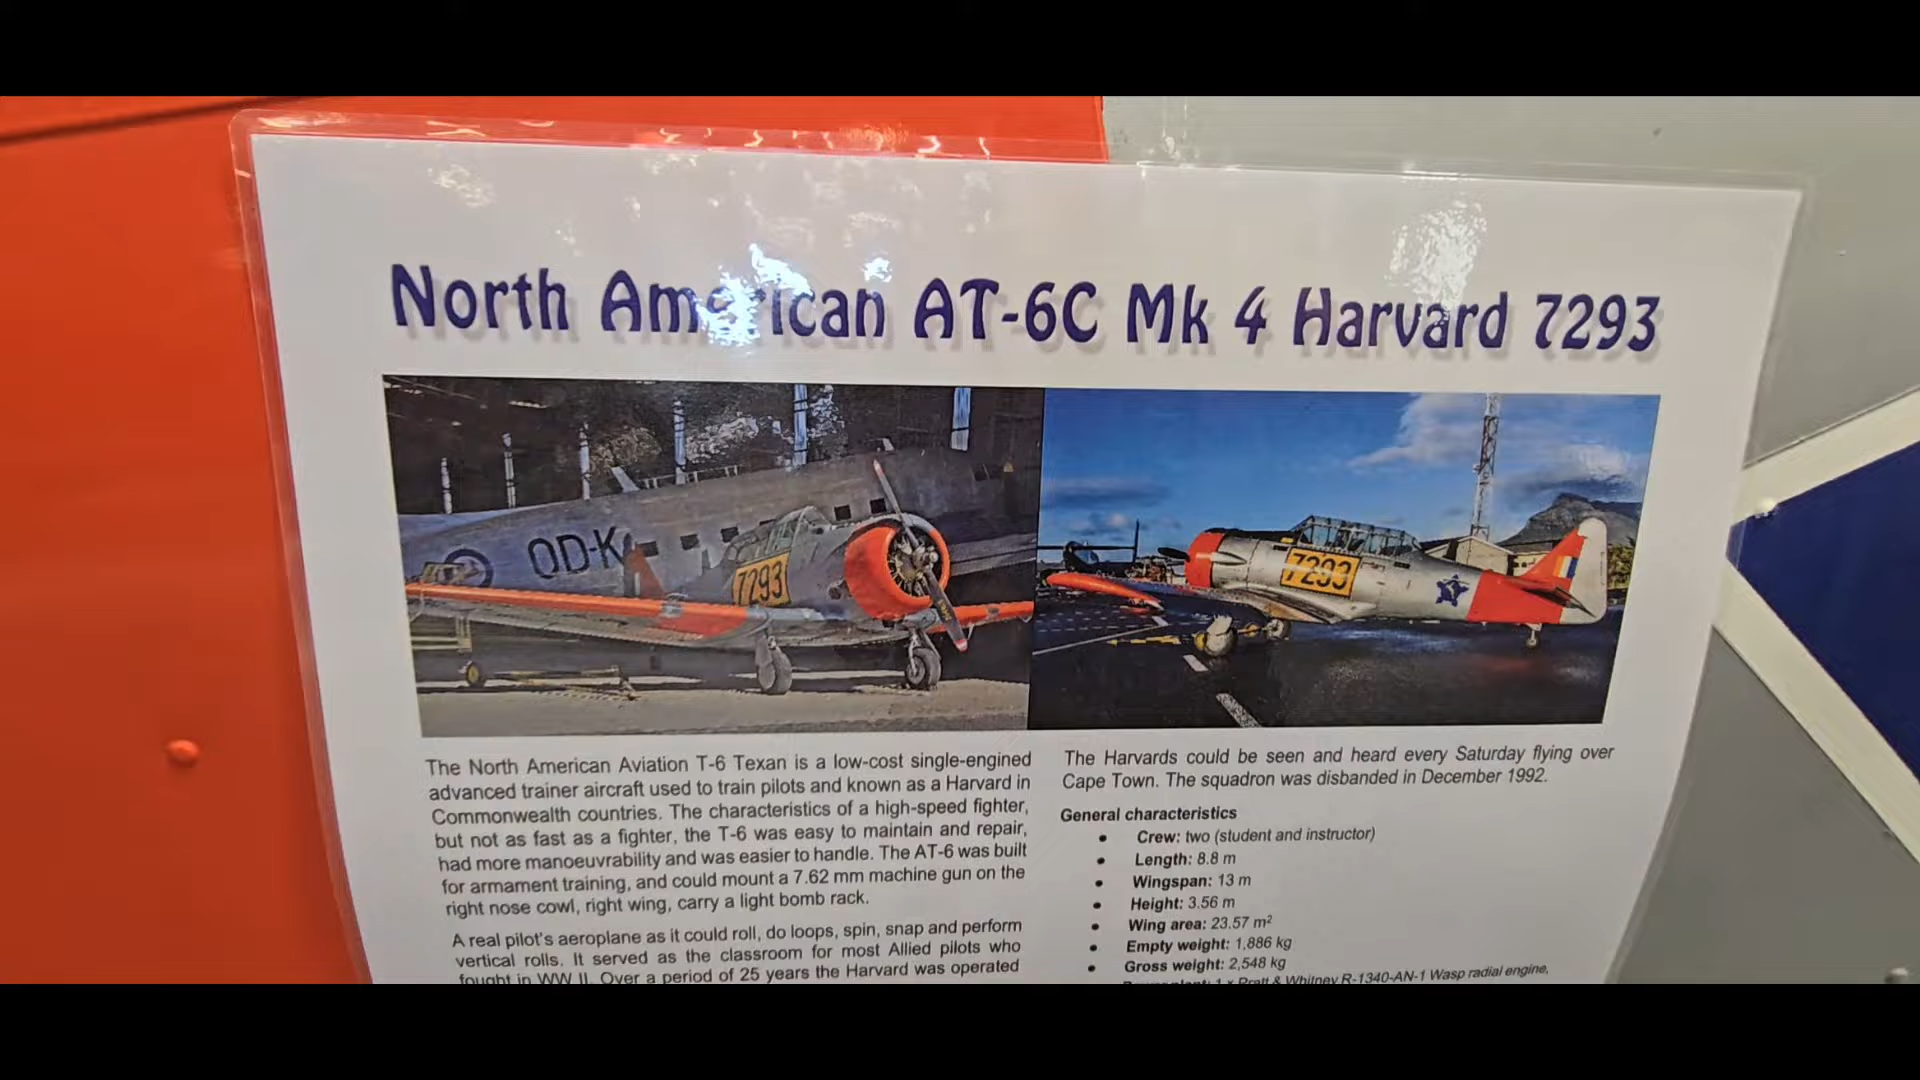 North American AT-6C Mk 4 Harvard 7293
OD-K
7293
7293
The North American Aviation T-6 Texan is a low-cost single-engined
advanced trainer aircraft used to train pilots and known as a Harvard in
Commonwealth countries. The characteristics of a high-speed fighter,
but not as fast as a fighter, the T-6 was easy to maintain and repair,
had more manoeuvrability and was easier to handle. The AT-6 was built
for armament training, and could mount a 7.62 mm machine gun on the
right nose cowl, right wing, carry a light bomb rack.
A real pilot's aeroplane as it could roll, do loops, spin, snap and perform
vertical rolls. It served as the classroom for most Allied pilots who
fought in WW II. Over a period of 25 years the Harvard was operated
The Harvards could be seen and heard every Saturday flying over
Cape Town. The squadron was disbanded in December 1992.
General characteristics
• Crew: two (student and instructor)
• Length: 8.8 m
• Wingspan: 13 m
• Height: 3.56 m
• Wing area: 23.57 m²
• Empty weight: 1,886 kg
• Gross weight: 2,548 kg
Powerplant: 1 × Pratt & Whitney R-1340-AN-1 Wasp radial engine,